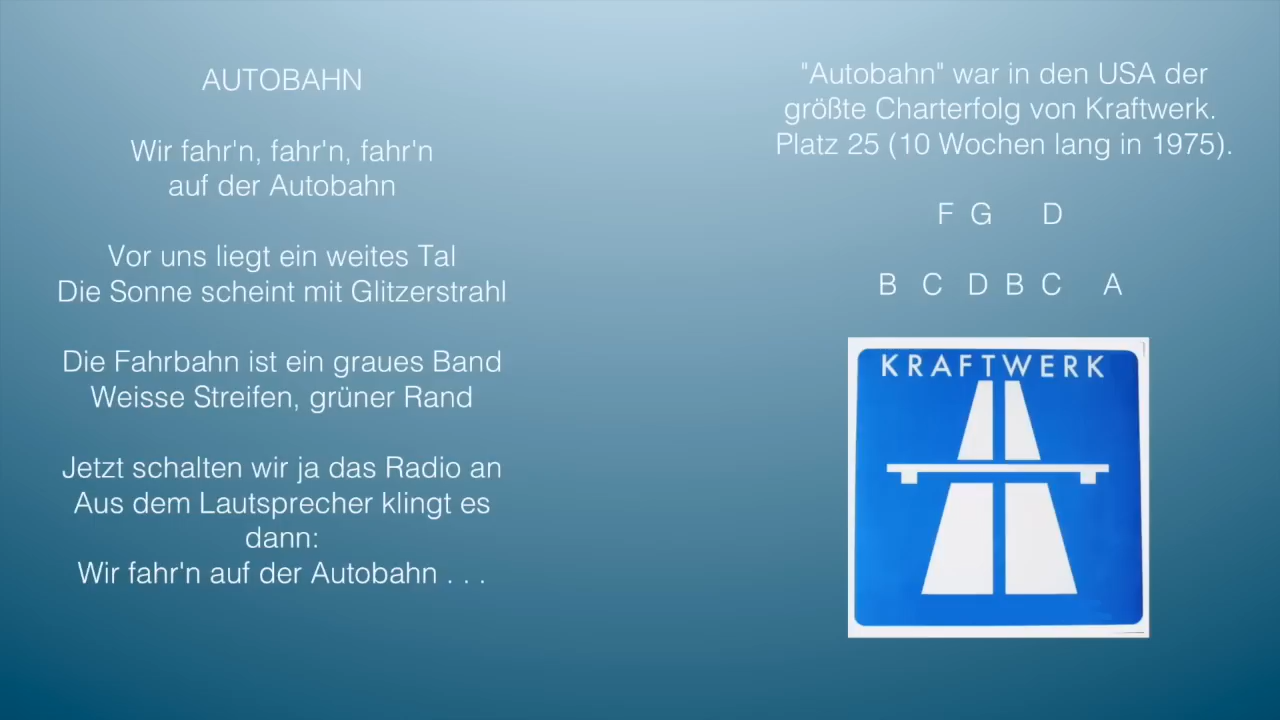 AUTOBAHN
Wir fahr'n, fahr'n, fahr'n
auf der Autobahn
Vor uns liegt ein weites Tal
Die Sonne scheint mit Glitzerstrahl
Die Fahrbahn ist ein graues Band
Weisse Streifen, grüner Rand
Jetzt schalten wir ja das Radio an
Aus dem Lautsprecher klingt es
dann:
Wir fahr'n auf der Autobahn . . .
"Autobahn" war in den USA der
größte Charterfolg von Kraftwerk.
Platz 25 (10 Wochen lang in 1975).
F G D
B C D B C A
KRAFTWERK